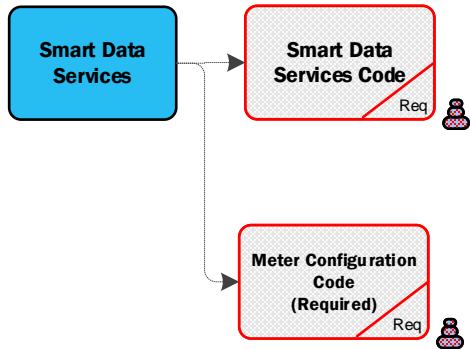 Smart Data
Services
Smart Data
Services Code
Req
Meter Configuration
Code
(Required)
Req